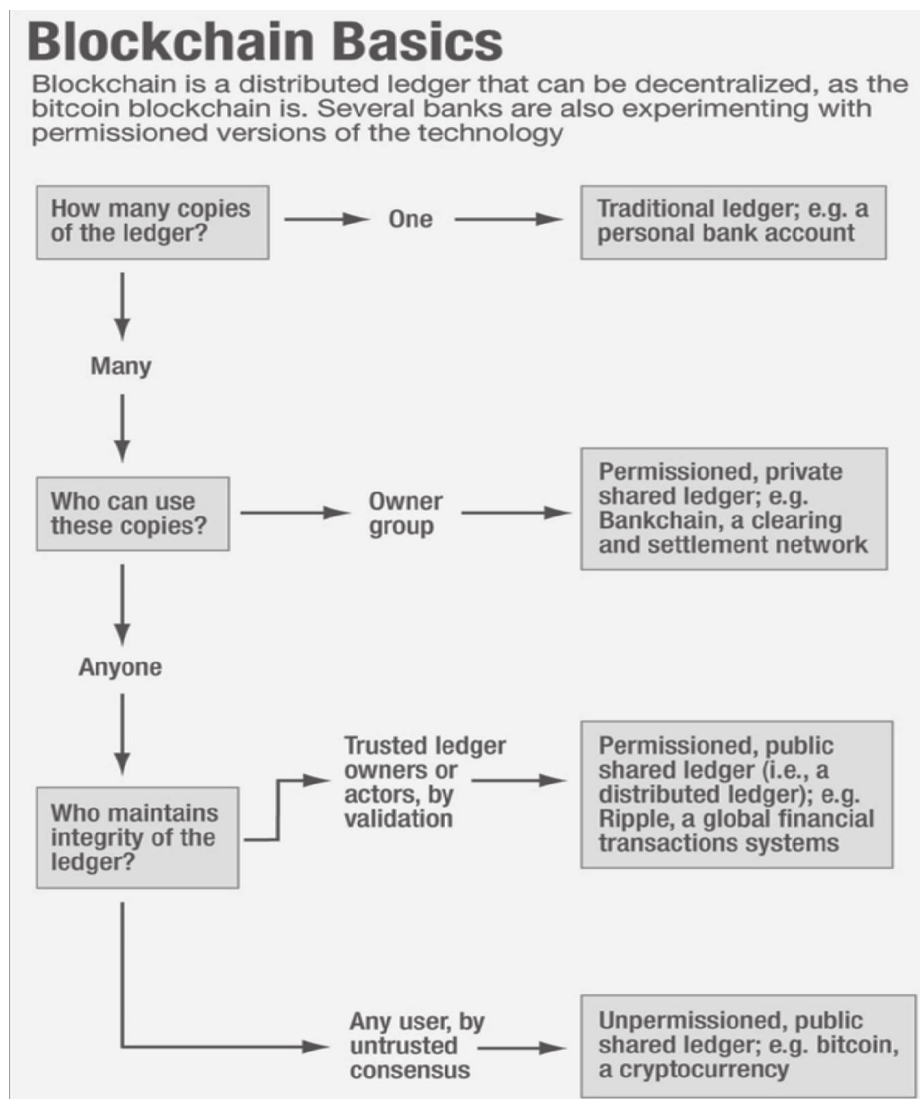 Blockchain Basics
Blockchain is a distributed ledger that can be decentralized, as the
bitcoin blockchain is. Several banks are also experimenting with
permissioned versions of the technology
How many copies
of the ledger?
One
Traditional ledger; e.g. a
personal bank account
Many
Who can use
these copies?
Owner
group
Permissioned, private
shared ledger; e.g.
Bankchain, a clearing
and settlement network
Anyone
Who maintains
integrity of the
ledger?
Trusted ledger
owners or
actors, by
validation
Permissioned, public
shared ledger (i.e., a
distributed ledger); e.g.
Ripple, a global financial
transactions systems
Any user, by
untrusted
consensus
Unpermissioned, public
shared ledger; e.g. bitcoin,
a cryptocurrency